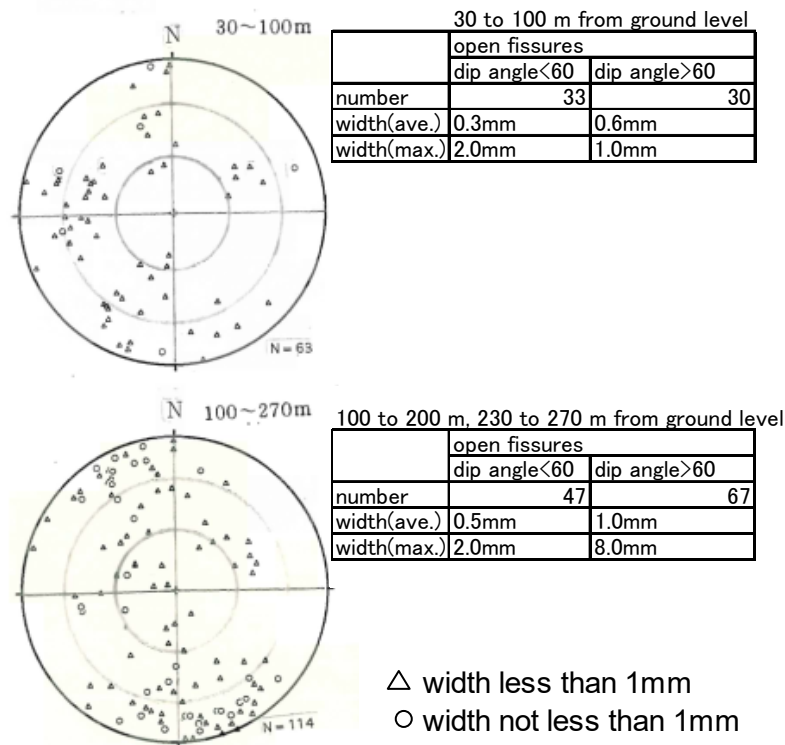 30 to 100 m from ground level
N 30~100m
open fissures
dip angle<60 dip angle>60
number 33 30
width(ave.) 0.3mm 0.6mm
width(max.) 2.0mm 1.0mm
N=63
N 100~270m
100 to 200 m, 230 to 270 m from ground level
open fissures
dip angle<60 dip angle>60
number 47 67
width(ave.) 0.5mm 1.0mm
width(max.) 2.0mm 8.0mm
△ width less than 1mm
○ width not less than 1mm
N=114